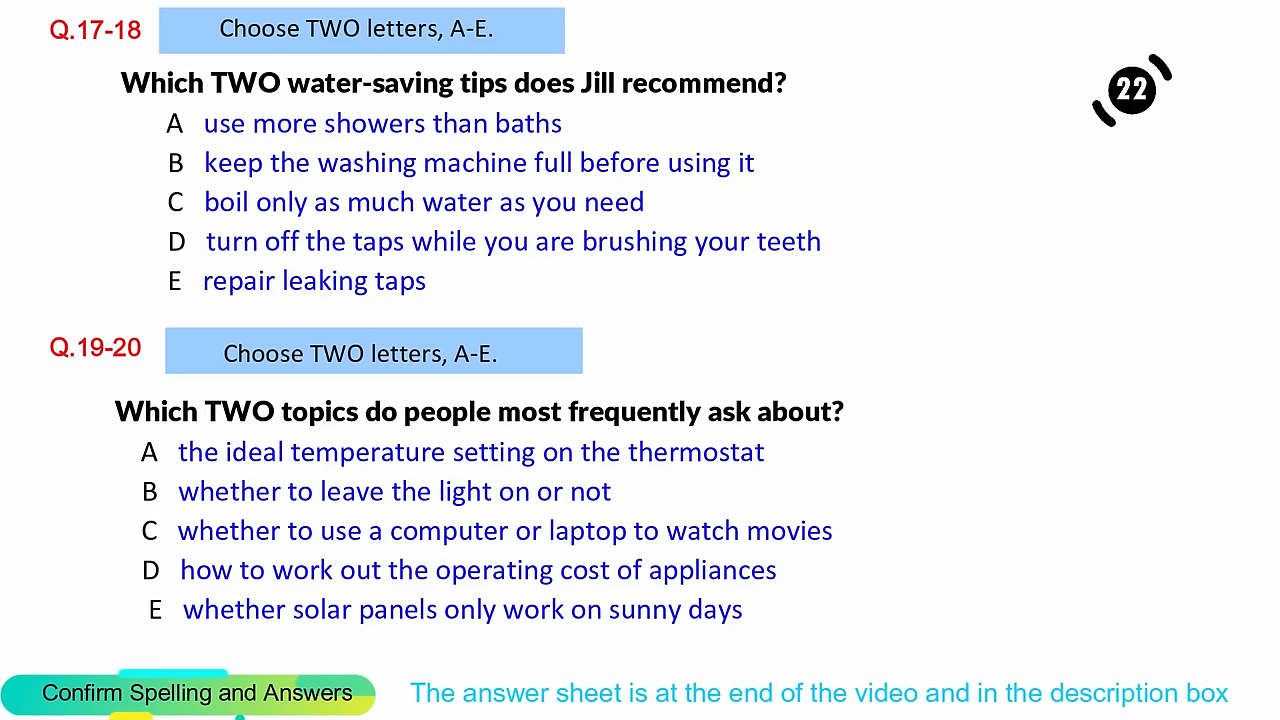 Q.17-18
Choose TWO letters, A-E.
Which TWO water-saving tips does Jill recommend?
22
A use more showers than baths
B keep the washing machine full before using it
C boil only as much water as you need
D turn off the taps while you are brushing your teeth
E repair leaking taps
Q.19-20
Choose TWO letters, A-E.
Which TWO topics do people most frequently ask about?
A the ideal temperature setting on the thermostat
B whether to leave the light on or not
C whether to use a computer or laptop to watch movies
D how to work out the operating cost of appliances
E whether solar panels only work on sunny days
Confirm Spelling and Answers
The answer sheet is at the end of the video and in the description box